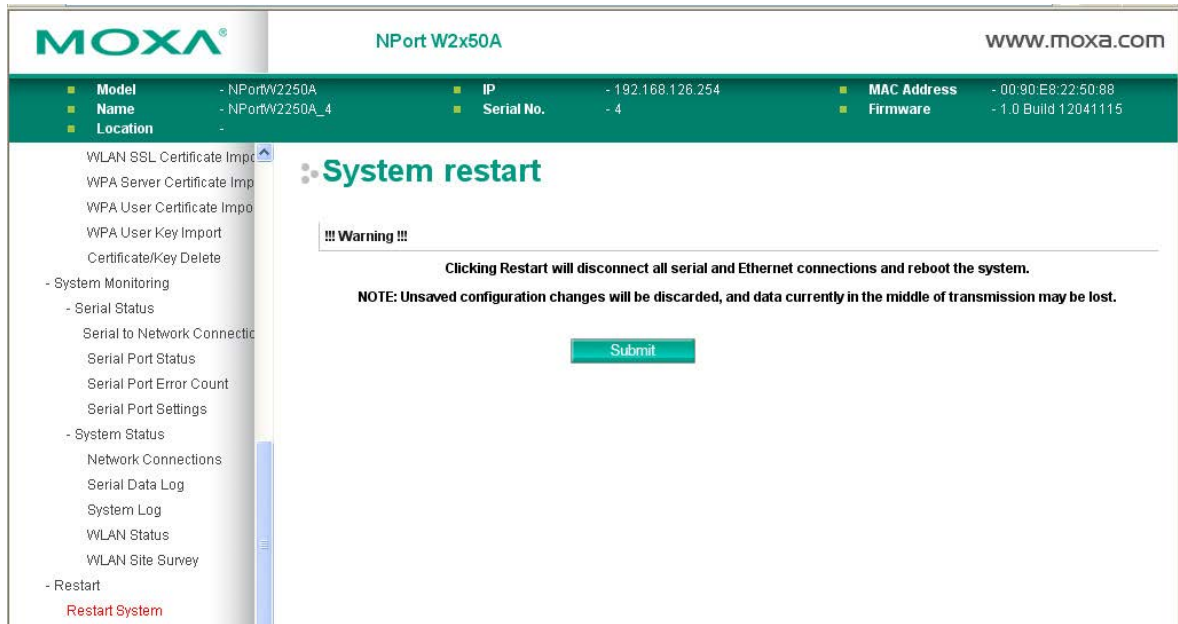 MOXA®
NPort W2x50A
www.moxa.com
Model - NPortW2250A
IP - 192.168.126.254
MAC Address - 00:90:E8:22:50:88
Name - NPortW2250A_4
Serial No. - 4
Firmware - 1.0 Build 12041115
Location -
WLAN SSL Certificate Impo
WPA Server Certificate Imp
WPA User Certificate Impo
WPA User Key Import
Certificate/Key Delete
- System Monitoring
- Serial Status
Serial to Network Connectio
Serial Port Status
Serial Port Error Count
Serial Port Settings
- System Status
Network Connections
Serial Data Log
System Log
WLAN Status
WLAN Site Survey
- Restart
Restart System
System restart
!!! Warning !!!
Clicking Restart will disconnect all serial and Ethernet connections and reboot the system.
NOTE: Unsaved configuration changes will be discarded, and data currently in the middle of transmission may be lost.
Submit